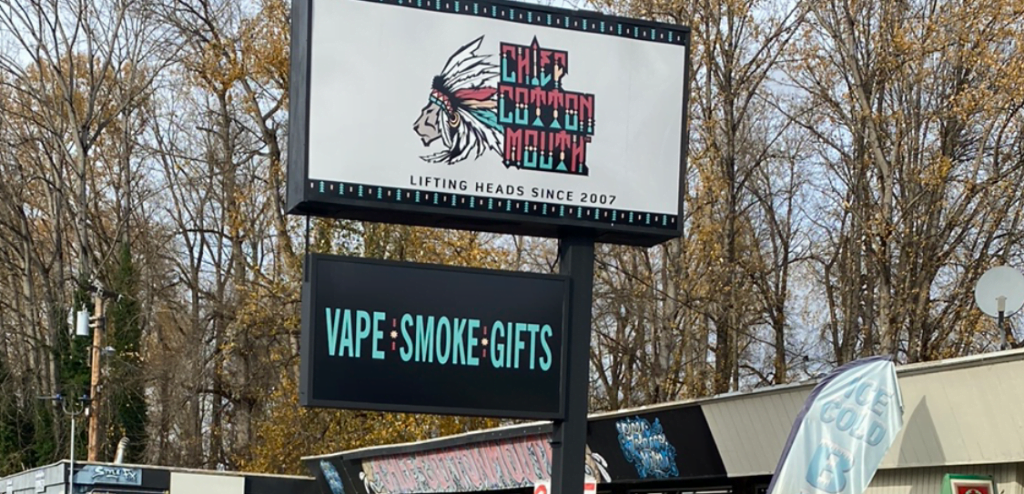 CHIEF
COTTON
MOUTH
LIFTING HEADS SINCE 2007
VAPE SMOKE GIFTS
ICE
COLD